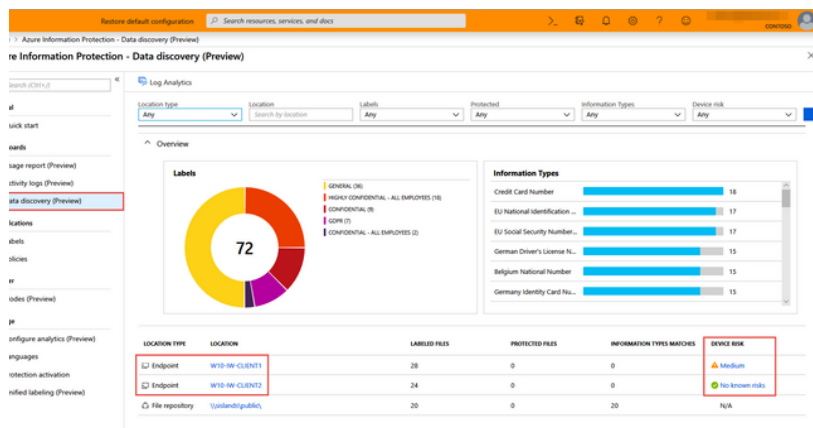 Restore default configuration
Search resources, services, and docs
CONTOSO
> Azure Information Protection - Data discovery (Preview)
re Information Protection - Data discovery (Preview)
Search (Ctrl+/)
Log Analytics
al
uick start
oards
sage report (Preview)
ctivity logs (Preview)
ata discovery (Preview)
ications
abels
olicies
er
odes (Preview)
ge
onfigure analytics (Preview)
anguages
rotection activation
nified labeling (Preview)
Location type Location Labels Protected Information Types Device risk
Any Search by location Any Any Any Any
Overview
Labels
72
GENERAL (36)
HIGHLY CONFIDENTIAL - ALL EMPLOYEES (18)
CONFIDENTIAL (9)
GDPR (7)
CONFIDENTIAL - ALL EMPLOYEES (2)
Information Types
Credit Card Number 18
EU National Identification ... 17
EU Social Security Number... 17
German Driver's License N... 15
Belgium National Number 15
Germany Identity Card Nu... 15
LOCATION TYPE LOCATION LABELED FILES PROTECTED FILES INFORMATION TYPES MATCHES DEVICE RISK
Endpoint W10-IW-CLIENT1 28 0 0 Medium
Endpoint W10-IW-CLIENT2 24 0 0 No known risks
File repository \\vislands\public\ 20 0 20 N/A